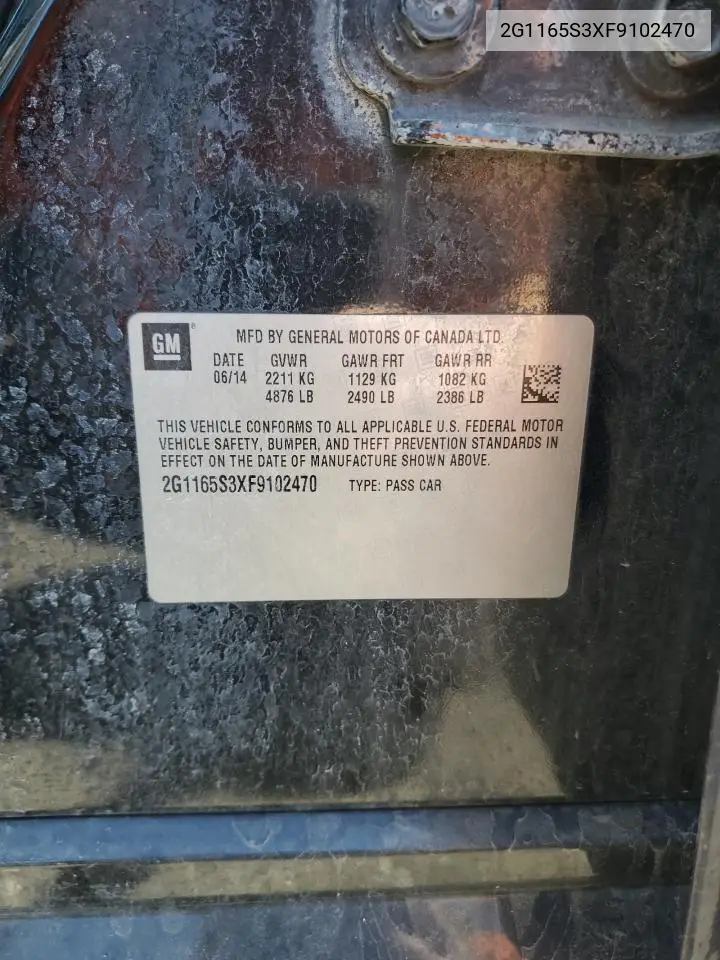 2G1165S3XF9102470
GM ®
MFD BY GENERAL MOTORS OF CANADA LTD.
DATE GVWR GAWR FRT GAWR RR
06/14 2211 KG 1129 KG 1082 KG
4876 LB 2490 LB 2386 LB
THIS VEHICLE CONFORMS TO ALL APPLICABLE U.S. FEDERAL MOTOR
VEHICLE SAFETY, BUMPER, AND THEFT PREVENTION STANDARDS IN
EFFECT ON THE DATE OF MANUFACTURE SHOWN ABOVE.
2G1165S3XF9102470 TYPE: PASS CAR